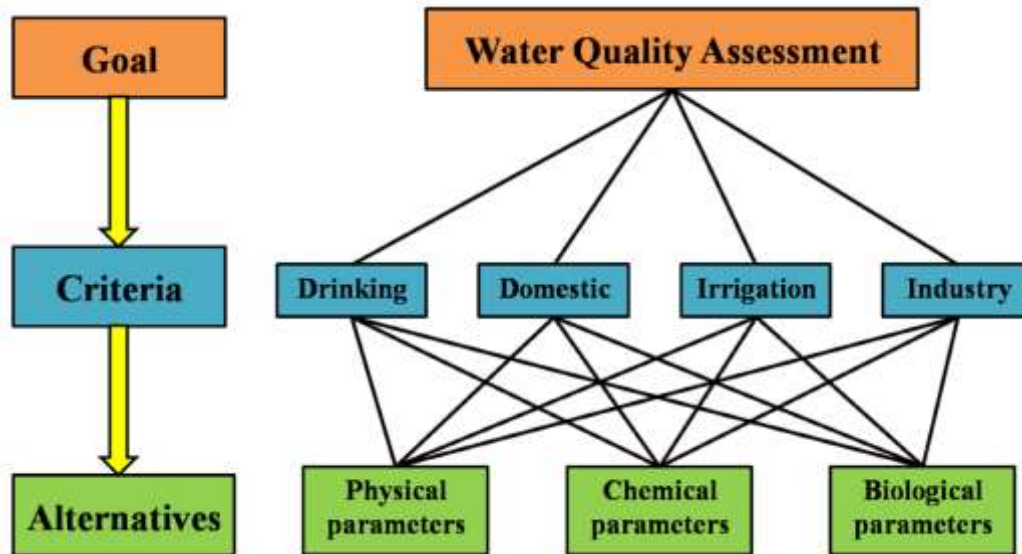 Goal
Water Quality Assessment
Criteria
Drinking
Domestic
Irrigation
Industry
Alternatives
Physical
parameters
Chemical
parameters
Biological
parameters